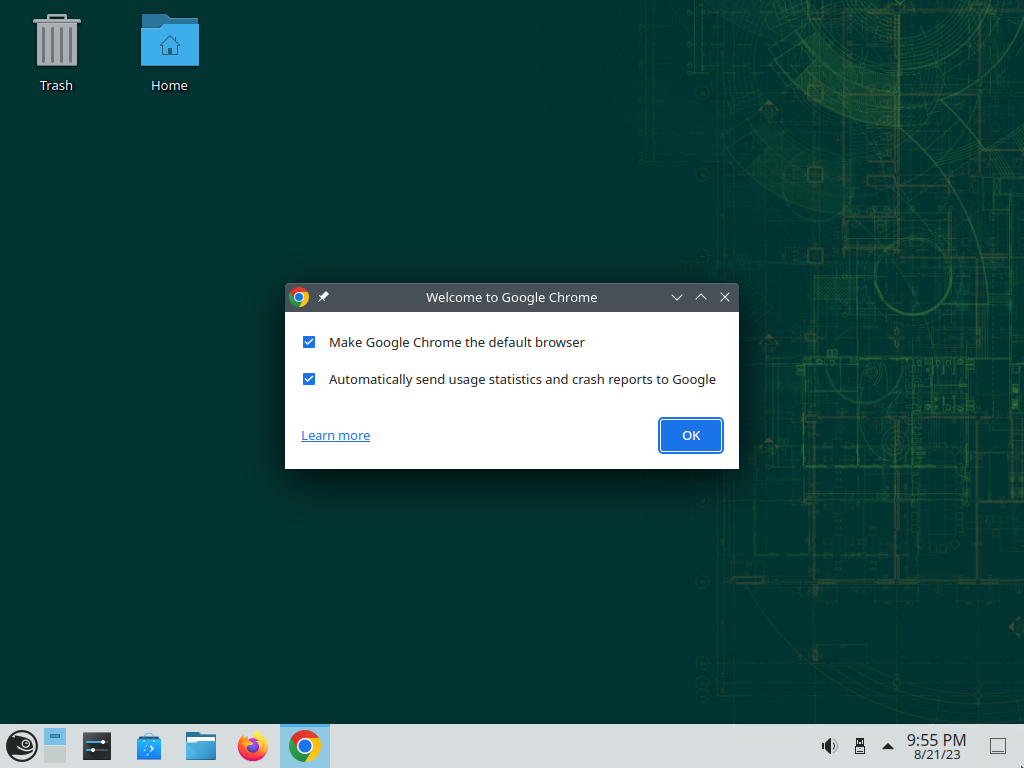 Trash
Home
Welcome to Google Chrome
Make Google Chrome the default browser
Automatically send usage statistics and crash reports to Google
Learn more
OK
9:55 PM
8/21/23